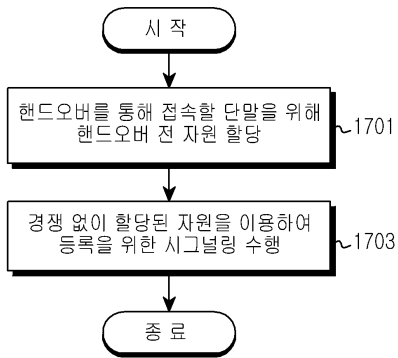 시 작
핸드오버를 통해 접속할 단말을 위해
핸드오버 전 자원 할당
1701
경쟁 없이 할당된 자원을 이용하여
등록을 위한 시그널링 수행
1703
종 료